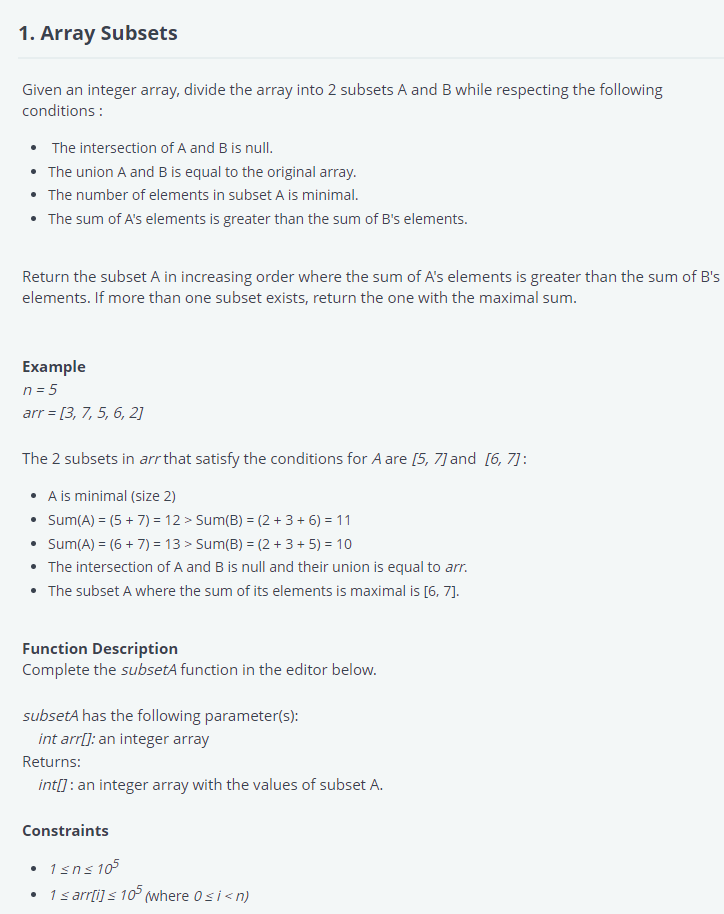 1. Array Subsets
Given an integer array, divide the array into 2 subsets A and B while respecting the following
conditions :
• The intersection of A and B is null.
• The union A and B is equal to the original array.
• The number of elements in subset A is minimal.
• The sum of A's elements is greater than the sum of B's elements.
Return the subset A in increasing order where the sum of A's elements is greater than the sum of B's
elements. If more than one subset exists, return the one with the maximal sum.
Example
n = 5
arr = [3, 7, 5, 6, 2]
The 2 subsets in arr that satisfy the conditions for A are [5, 7] and [6, 7] :
• A is minimal (size 2)
• Sum(A) = (5 + 7) = 12 > Sum(B) = (2 + 3 + 6) = 11
• Sum(A) = (6 + 7) = 13 > Sum(B) = (2 + 3 + 5) = 10
• The intersection of A and B is null and their union is equal to arr.
• The subset A where the sum of its elements is maximal is [6, 7].
Function Description
Complete the subsetA function in the editor below.
subsetA has the following parameter(s):
int arr[]: an integer array
Returns:
int[] : an integer array with the values of subset A.
Constraints
• 1 ≤ n ≤ 10⁵
• 1 ≤ arr[i] ≤ 10⁵ (where 0 ≤ i < n)